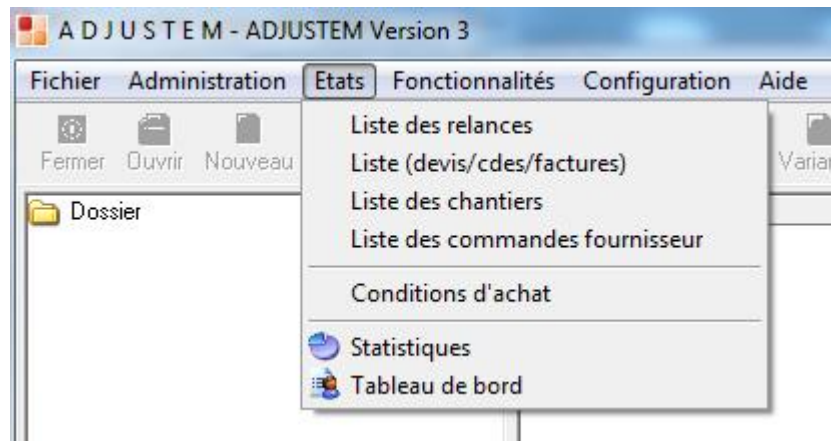 A D J U S T E M - ADJUSTEM Version 3
Fichier Administration Etats Fonctionnalités Configuration Aide
Fermer Ouvrir Nouveau
Dossier
Liste des relances
Liste (devis/cdes/factures)
Liste des chantiers
Liste des commandes fournisseur
Conditions d'achat
Statistiques
Tableau de bord